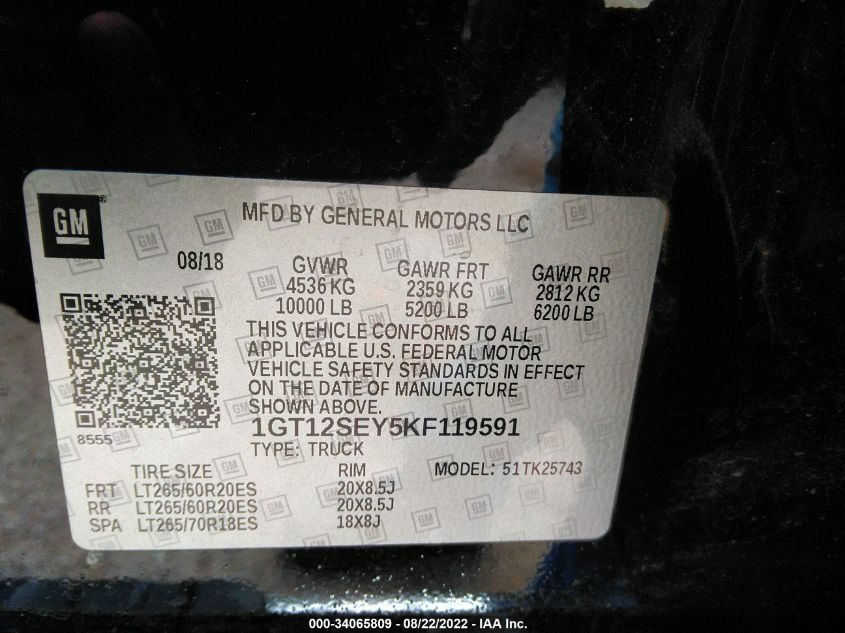 GM
MFD BY GENERAL MOTORS LLC
08/18 GVWR GAWR FRT GAWR RR
4536 KG 2359 KG 2812 KG
10000 LB 5200 LB 6200 LB
THIS VEHICLE CONFORMS TO ALL
APPLICABLE U.S. FEDERAL MOTOR
VEHICLE SAFETY STANDARDS IN EFFECT
ON THE DATE OF MANUFACTURE
SHOWN ABOVE.
8555 1GT12SEY5KF119591
TYPE: TRUCK
TIRE SIZE RIM MODEL: 51TK25743
FRT LT265/60R20ES 20X8.5J
RR LT265/60R20ES 20X8.5J
SPA LT265/70R18ES 18X8J
000-34065809 - 08/22/2022 - IAA Inc.